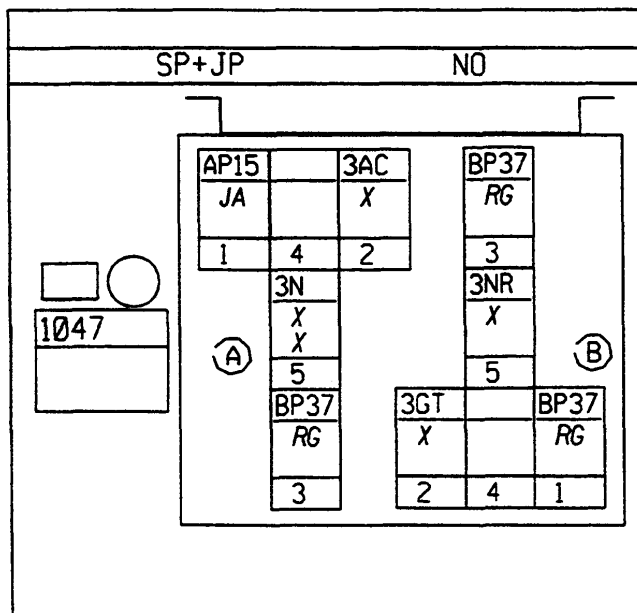 SP+JP NO
AP15 3AC BP37
JA X RG
1 4 2 3
3N 3NR
X X
X
1047
A B
5 5
BP37 3GT BP37
RG X RG
3 2 4 1